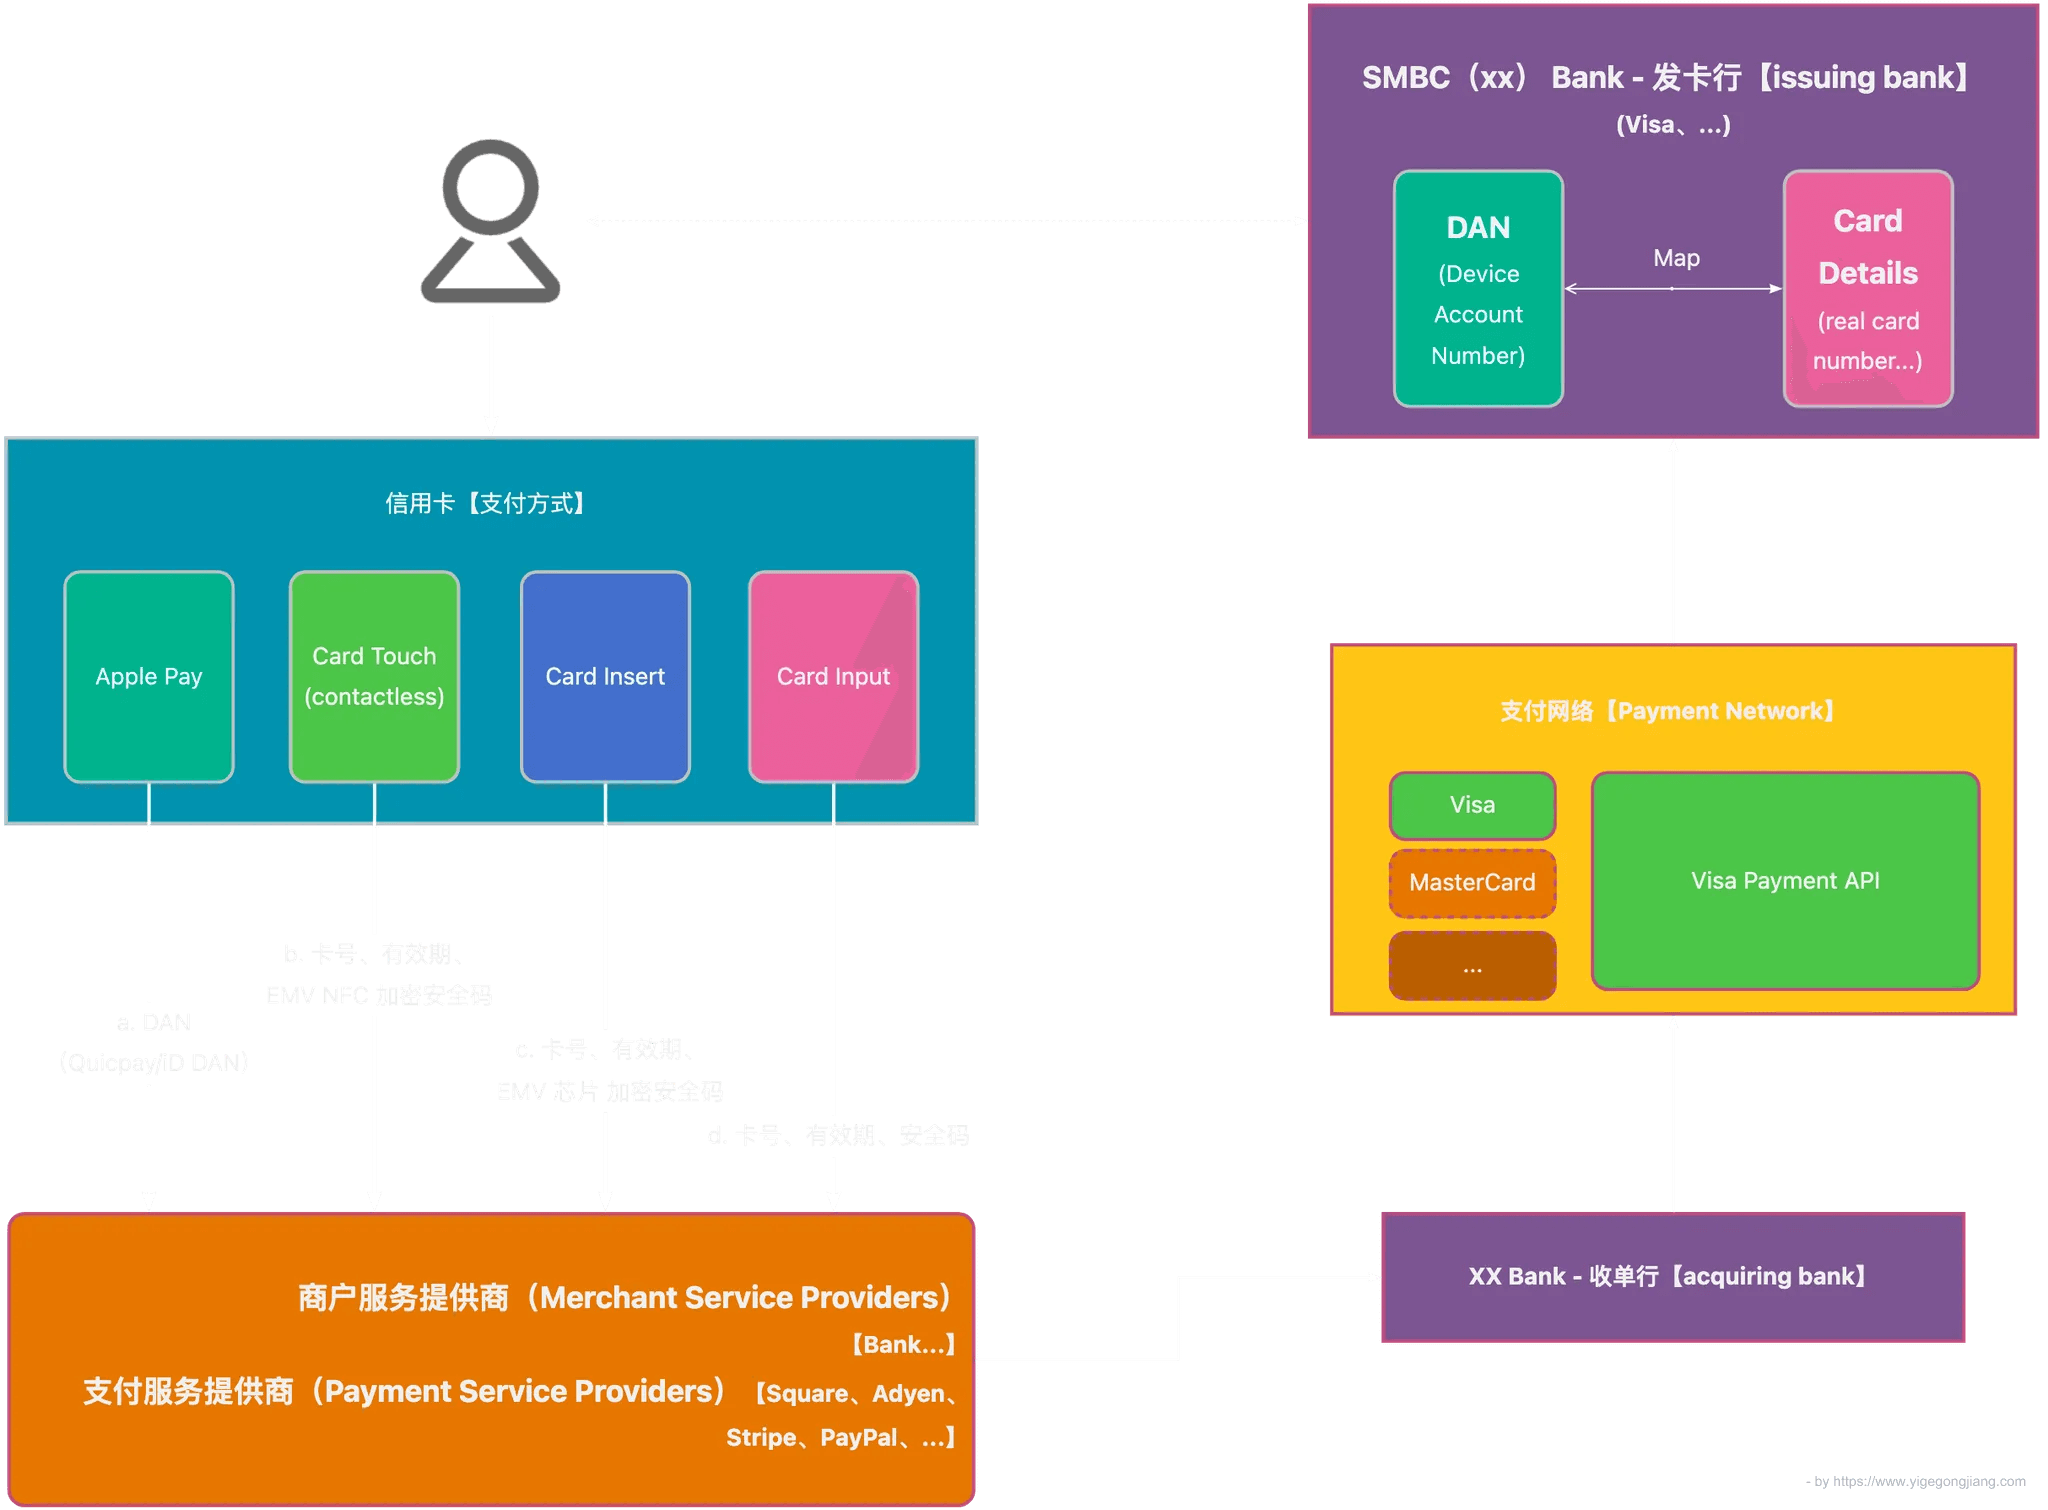 SMBC（xx） Bank - 发卡行【issuing bank】
(Visa、...)
DAN
(Device
Account
Number)
Map
Card
Details
(real card
number...)
信用卡【支付方式】
Apple Pay
Card Touch
(contactless)
Card Insert
Card Input
支付网络【Payment Network】
Visa
MasterCard
...
Visa Payment API
b. 卡号、有效期、
EMV NFC 加密安全码
a. DAN
（Quicpay/iD DAN）
c. 卡号、有效期、
EMV 芯片 加密安全码
d. 卡号、有效期、安全码
商户服务提供商（Merchant Service Providers）
【Bank...】
支付服务提供商（Payment Service Providers）【Square、Adyen、
Stripe、PayPal、...】
XX Bank - 收单行【acquiring bank】
- by https://www.yigegongjiang.com